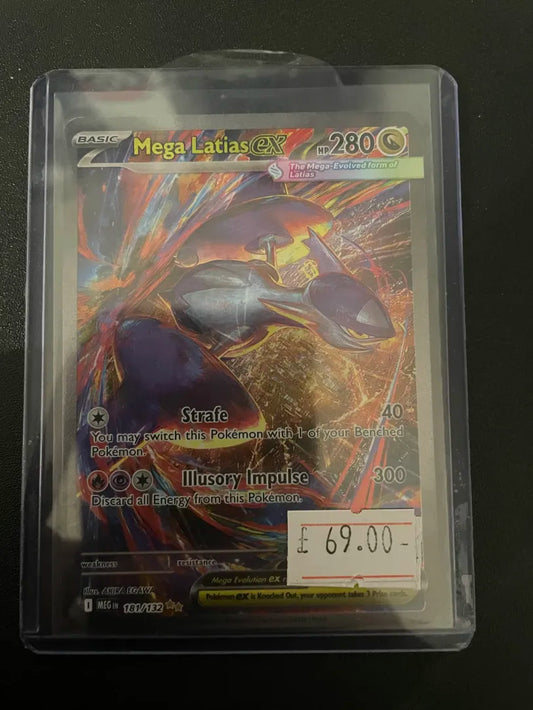 BASIC Mega Latias ex HP 280
The Mega-Evolved form of
Latias
Strafe 40
You may switch this Pokémon with 1 of your Benched
Pokémon.
Illusory Impulse 300
Discard all Energy from this Pokémon.
£ 69.00-
weakness resistance
Mega Evolution ex
Illus. AKIRA EGAW
Pokémon ex is Knocked Out, your opponent takes 3 Prize cards.
I MEG EN 181/132